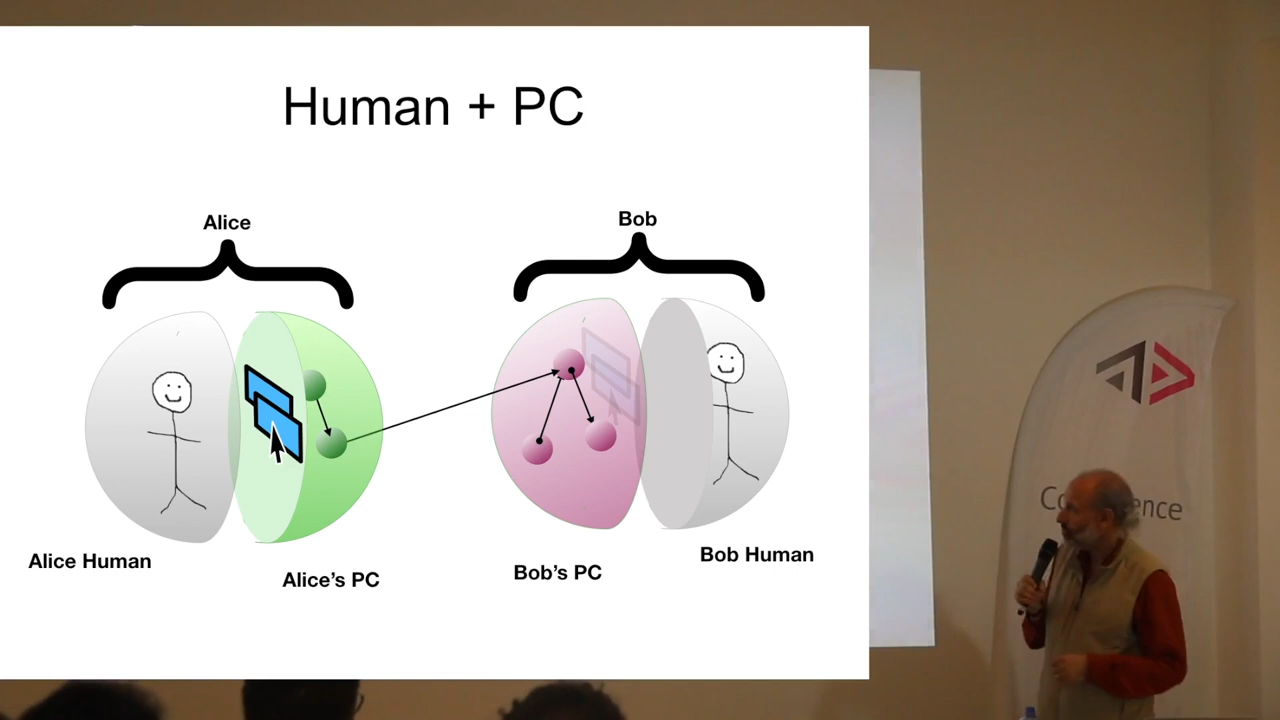 Human + PC
Alice
Bob
Alice Human
Alice's PC
Bob's PC
Bob Human